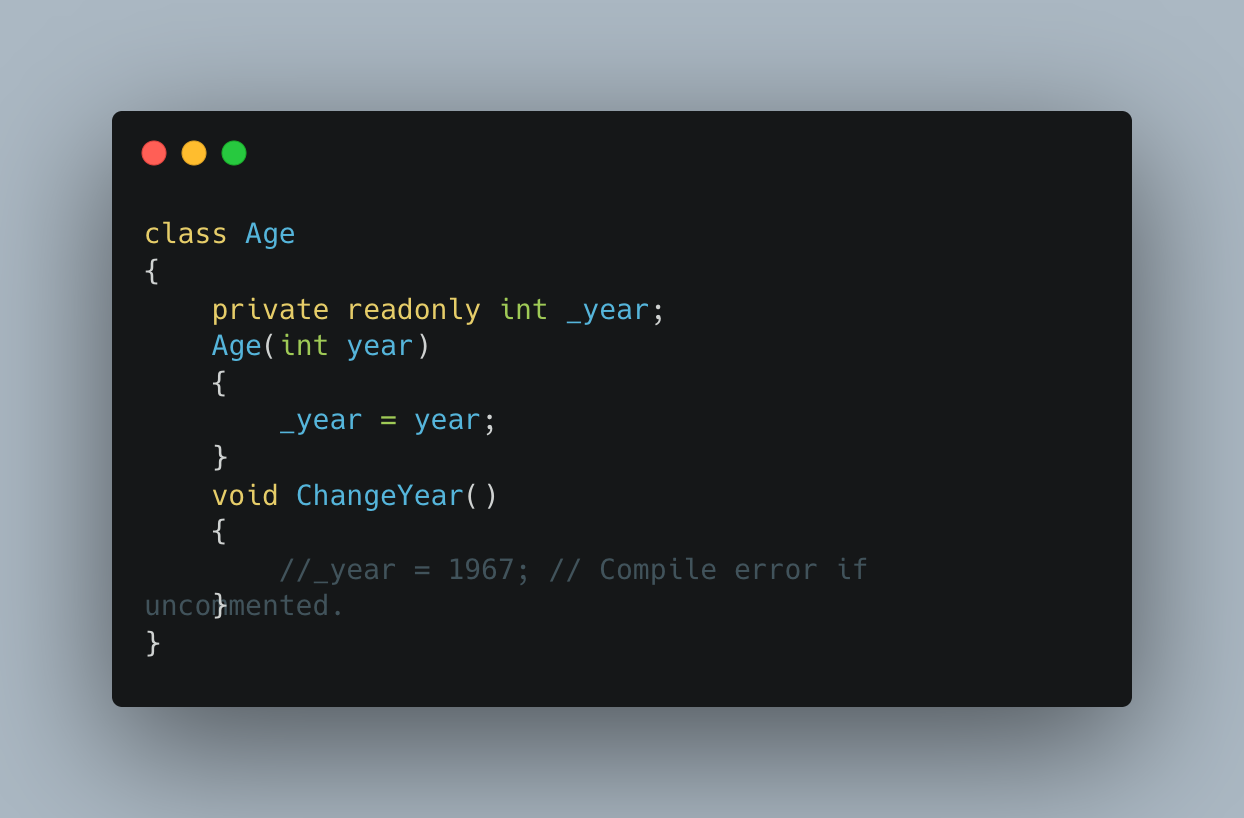 class Age
{
    private readonly int _year;
    Age(int year)
    {
        _year = year;
    }
    void ChangeYear()
    {
        //_year = 1967; // Compile error if
uncommented.
    }
}